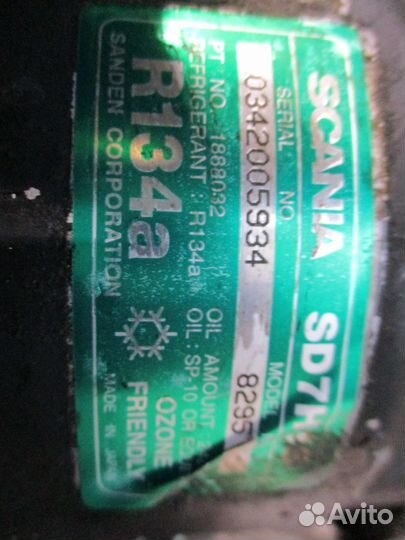 SCANIA SD7H
SERIAL NO. MODEL
0342005934 8295
PT NO. 1888032 OIL AMOUNT
REFRIGERANT : R134a OIL : SP-10 OR
R134a OZONE FRIENDLY
SANDEN CORPORATION MADE IN JAPAN
Avito